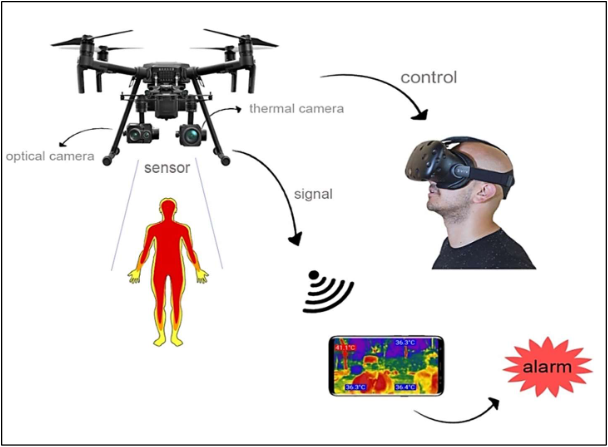 control
thermal camera
optical camera
sensor
signal
41.1°C
36.3°C
36.3°C
36.4°C
alarm